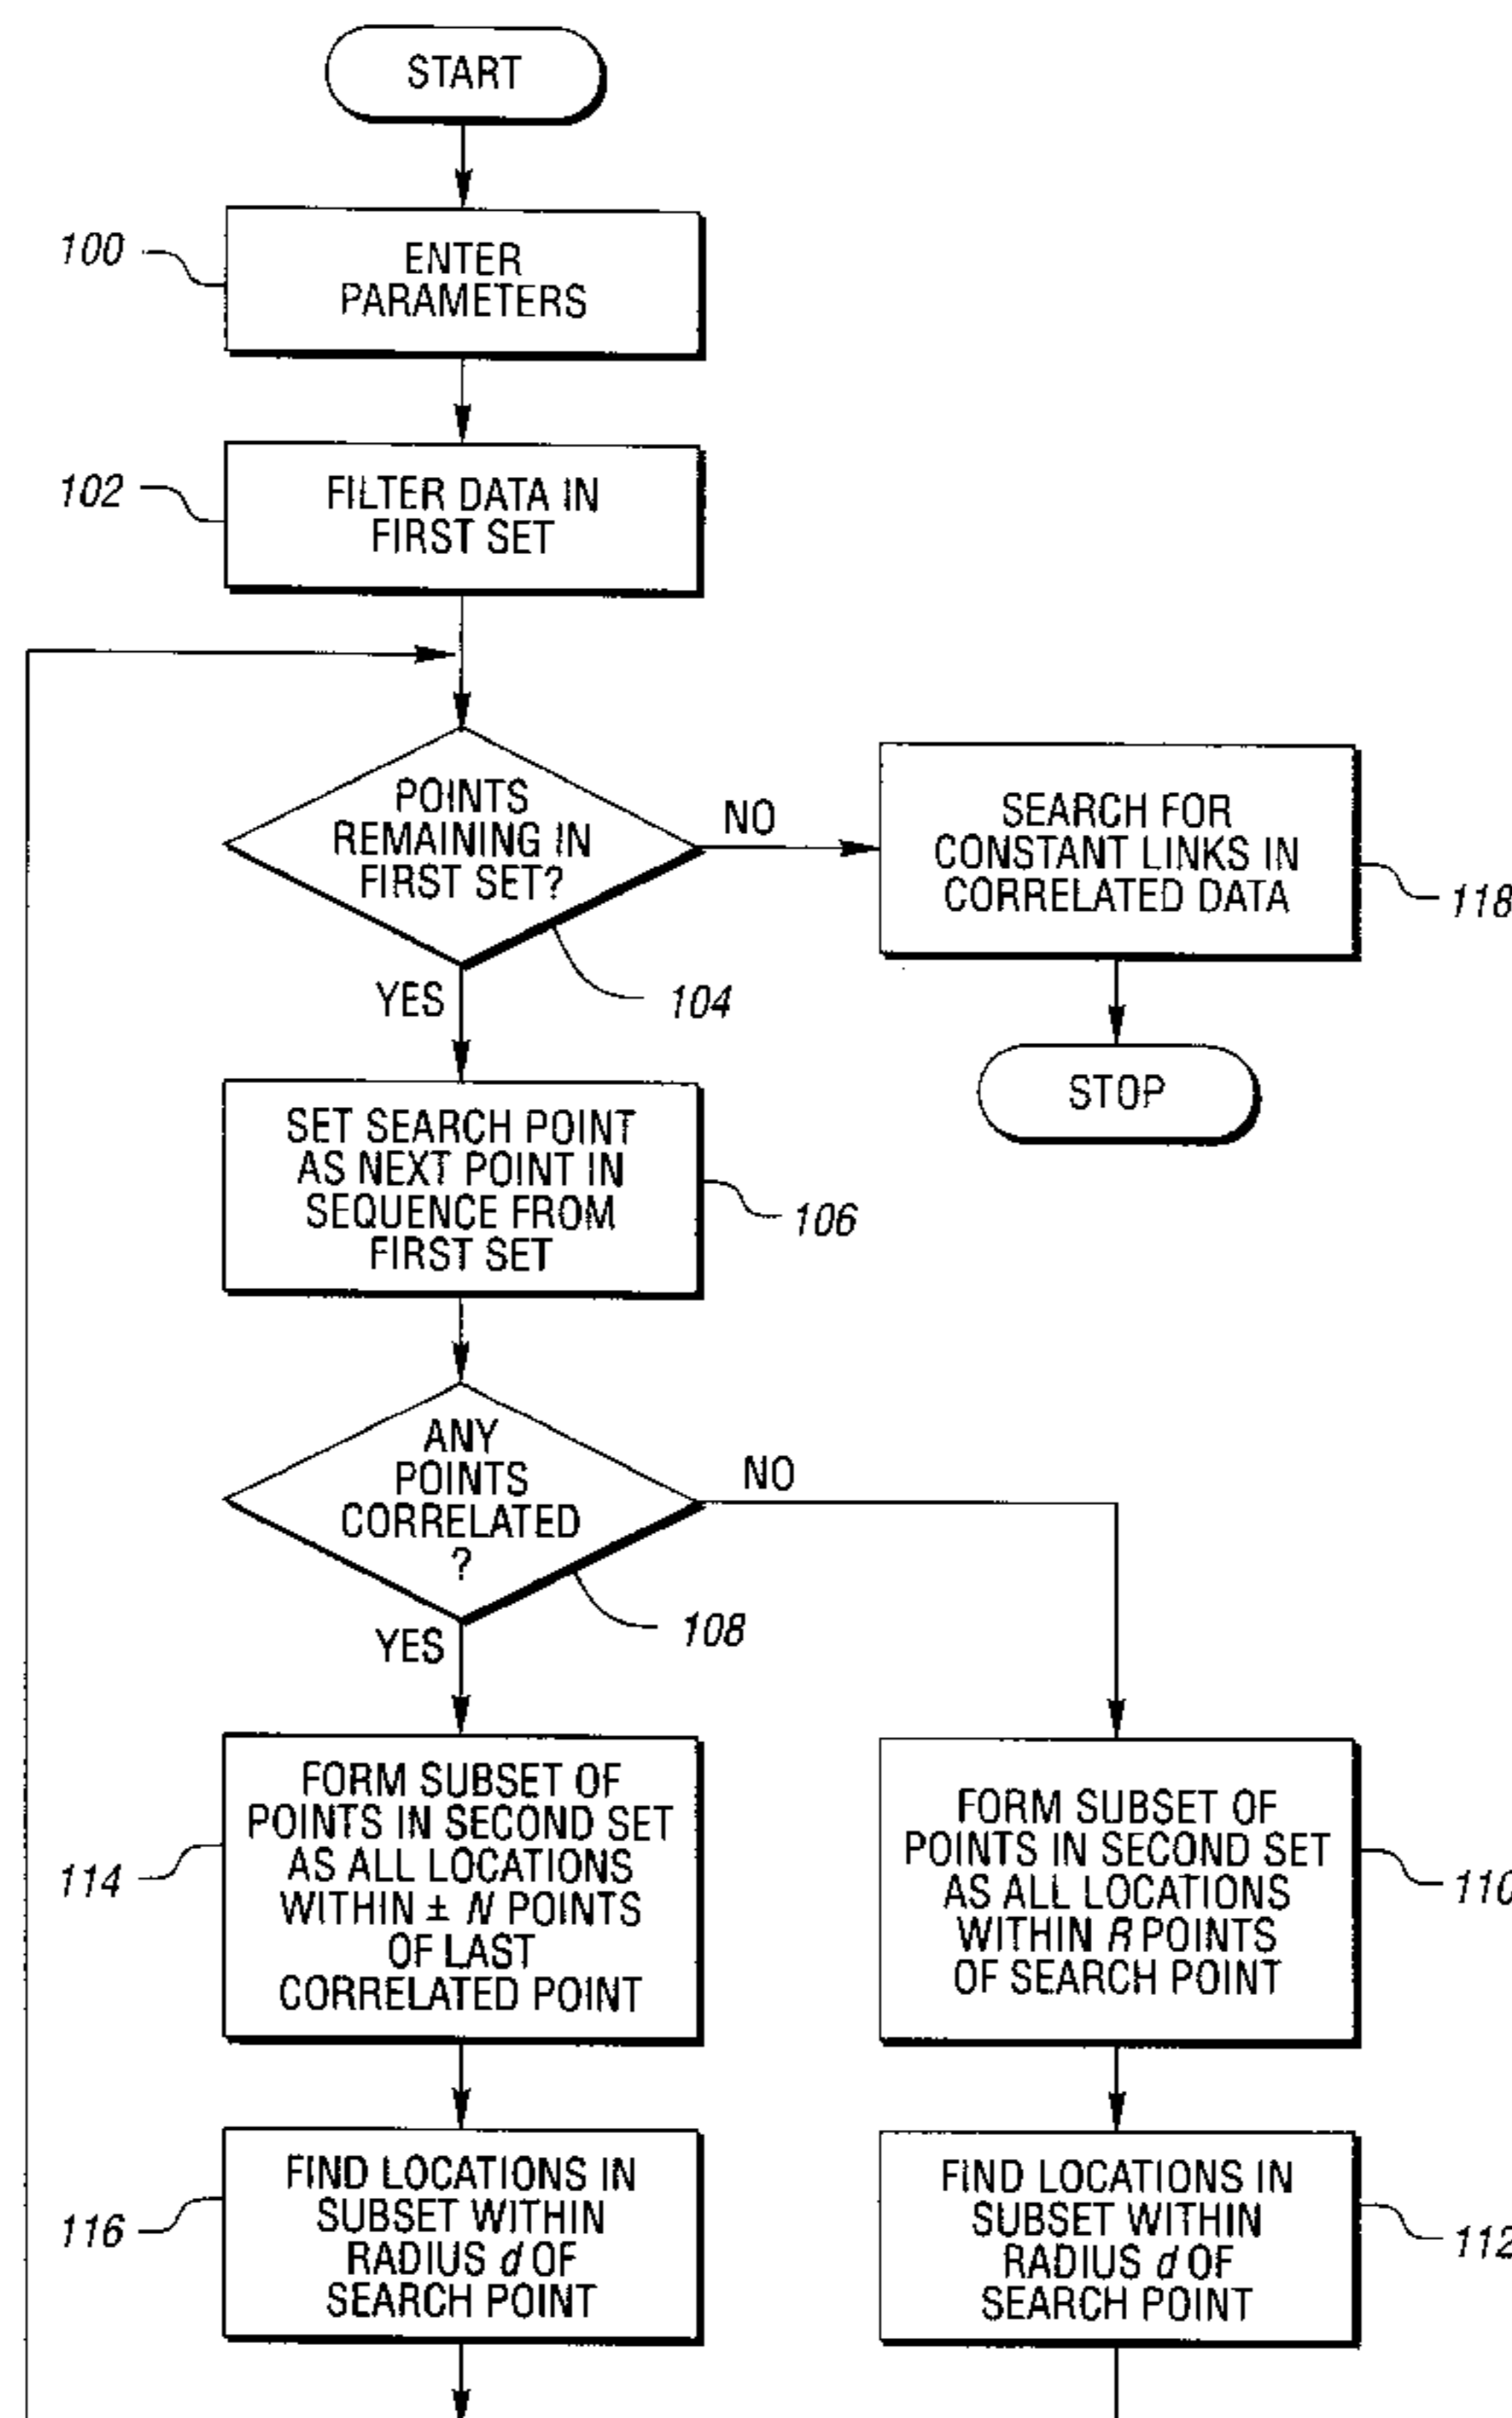 START
100
ENTER
PARAMETERS
102
FILTER DATA IN
FIRST SET
POINTS
REMAINING IN
FIRST SET?
NO
YES
104
SEARCH FOR
CONSTANT LINKS IN
CORRELATED DATA
118
STOP
SET SEARCH POINT
AS NEXT POINT IN
SEQUENCE FROM
FIRST SET
106
ANY
POINTS
CORRELATED
?
NO
YES
108
114
FORM SUBSET OF
POINTS IN SECOND SET
AS ALL LOCATIONS
WITHIN ± N POINTS
OF LAST
CORRELATED POINT
FORM SUBSET OF
POINTS IN SECOND SET
AS ALL LOCATIONS
WITHIN R POINTS
OF SEARCH POINT
110
116
FIND LOCATIONS IN
SUBSET WITHIN
RADIUS d OF
SEARCH POINT
FIND LOCATIONS IN
SUBSET WITHIN
RADIUS d OF
SEARCH POINT
112